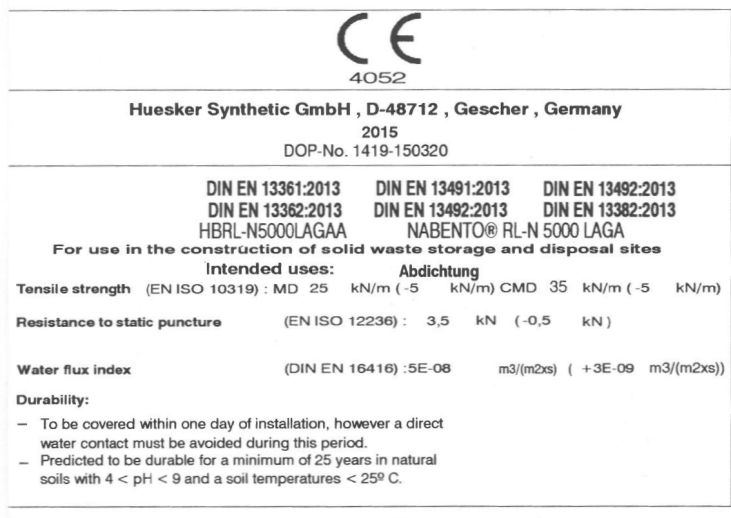 CE
4052
Huesker Synthetic GmbH , D-48712 , Gescher , Germany
2015
DOP-No. 1419-150320
DIN EN 13361:2013 DIN EN 13491:2013 DIN EN 13492:2013
DIN EN 13362:2013 DIN EN 13492:2013 DIN EN 13382:2013
HBRL-N5000LAGAA NABENTO® RL-N 5000 LAGA
For use in the construction of solid waste storage and disposal sites
Intended uses: Abdichtung
Tensile strength (EN ISO 10319) : MD 25 kN/m ( -5 kN/m) CMD 35 kN/m ( -5 kN/m)
Resistance to static puncture (EN ISO 12236) : 3,5 kN ( -0,5 kN )
Water flux index (DIN EN 16416) :5E-08 m3/(m2xs) ( +3E-09 m3/(m2xs))
Durability:
– To be covered within one day of installation, however a direct
water contact must be avoided during this period.
– Predicted to be durable for a minimum of 25 years in natural
soils with 4 < pH < 9 and a soil temperatures < 25º C.